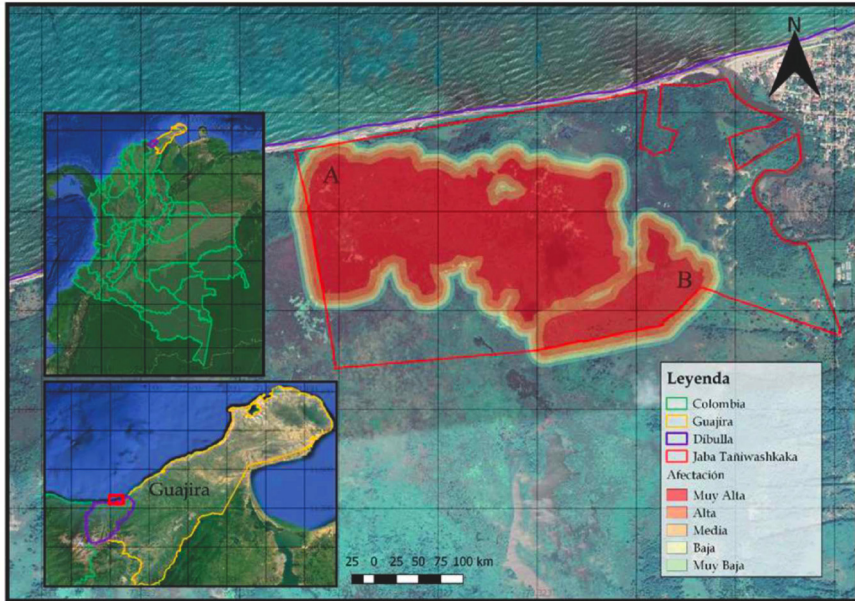 N
A
B
Guajira
25 0 25 50 75 100 km
Leyenda
Colombia
Guajira
Dibulla
Jaba Tañiwashkaka
Afectación
Muy Alta
Alta
Media
Baja
Muy Baja